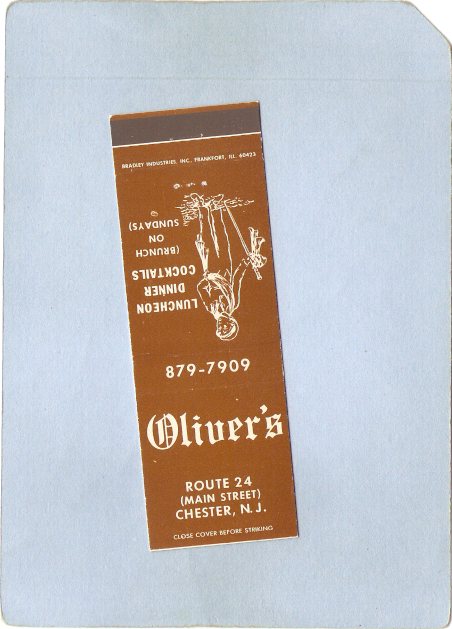 BRADLEY INDUSTRIES, INC., FRANKFORT, ILL. 60423
LUNCHEON
DINNER
COCKTAILS
(BRUNCH
ON
SUNDAYS)
879-7909
Oliver's
ROUTE 24
(MAIN STREET)
CHESTER, N.J.
CLOSE COVER BEFORE STRIKING